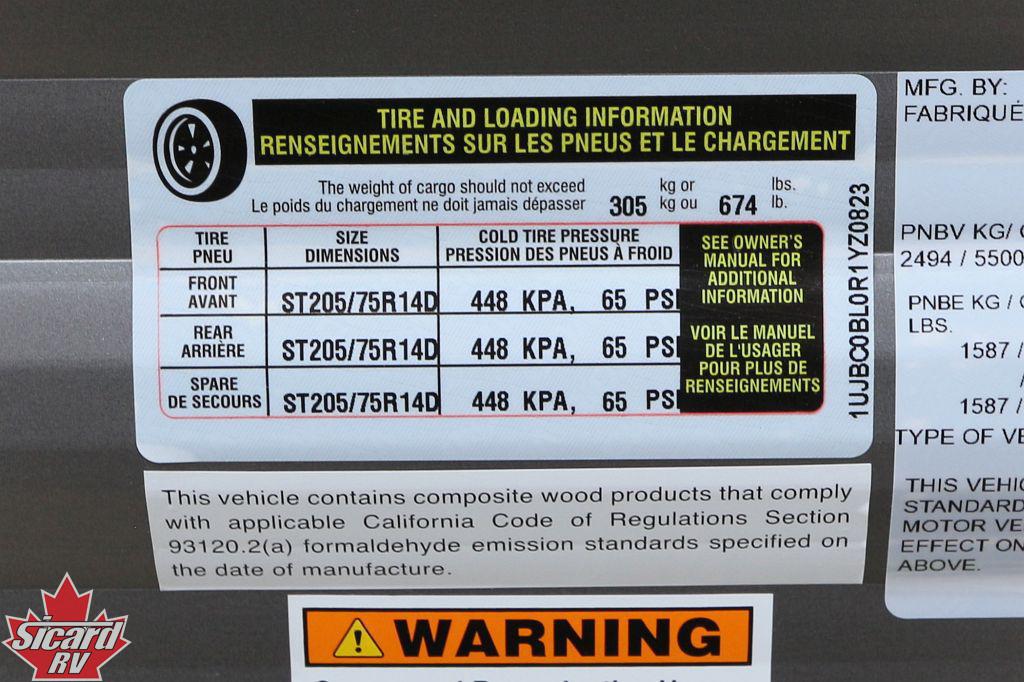 TIRE AND LOADING INFORMATION
RENSEIGNEMENTS SUR LES PNEUS ET LE CHARGEMENT
The weight of cargo should not exceed kg or lbs.
Le poids du chargement ne doit jamais dépasser 305 kg ou 674 lb.
TIRE SIZE COLD TIRE PRESSURE
PNEU DIMENSIONS PRESSION DES PNEUS À FROID
FRONT
AVANT ST205/75R14D 448 KPA, 65 PSI
REAR
ARRIÈRE ST205/75R14D 448 KPA, 65 PSI
SPARE
DE SECOURS ST205/75R14D 448 KPA, 65 PSI
SEE OWNER'S
MANUAL FOR
ADDITIONAL
INFORMATION
VOIR LE MANUEL
DE L'USAGER
POUR PLUS DE
RENSEIGNEMENTS
1UJBC0BL0R1YZ0823
This vehicle contains composite wood products that comply
with applicable California Code of Regulations Section
93120.2(a) formaldehyde emission standards specified on
the date of manufacture.
WARNING
MFG. BY:
FABRIQUÉ
PNBV KG/
2494 / 5500
PNBE KG /
LBS.
1587 /
1587 /
TYPE OF VE
THIS VEHIC
STANDARD
MOTOR VE
EFFECT ON
ABOVE.
Sicard
RV